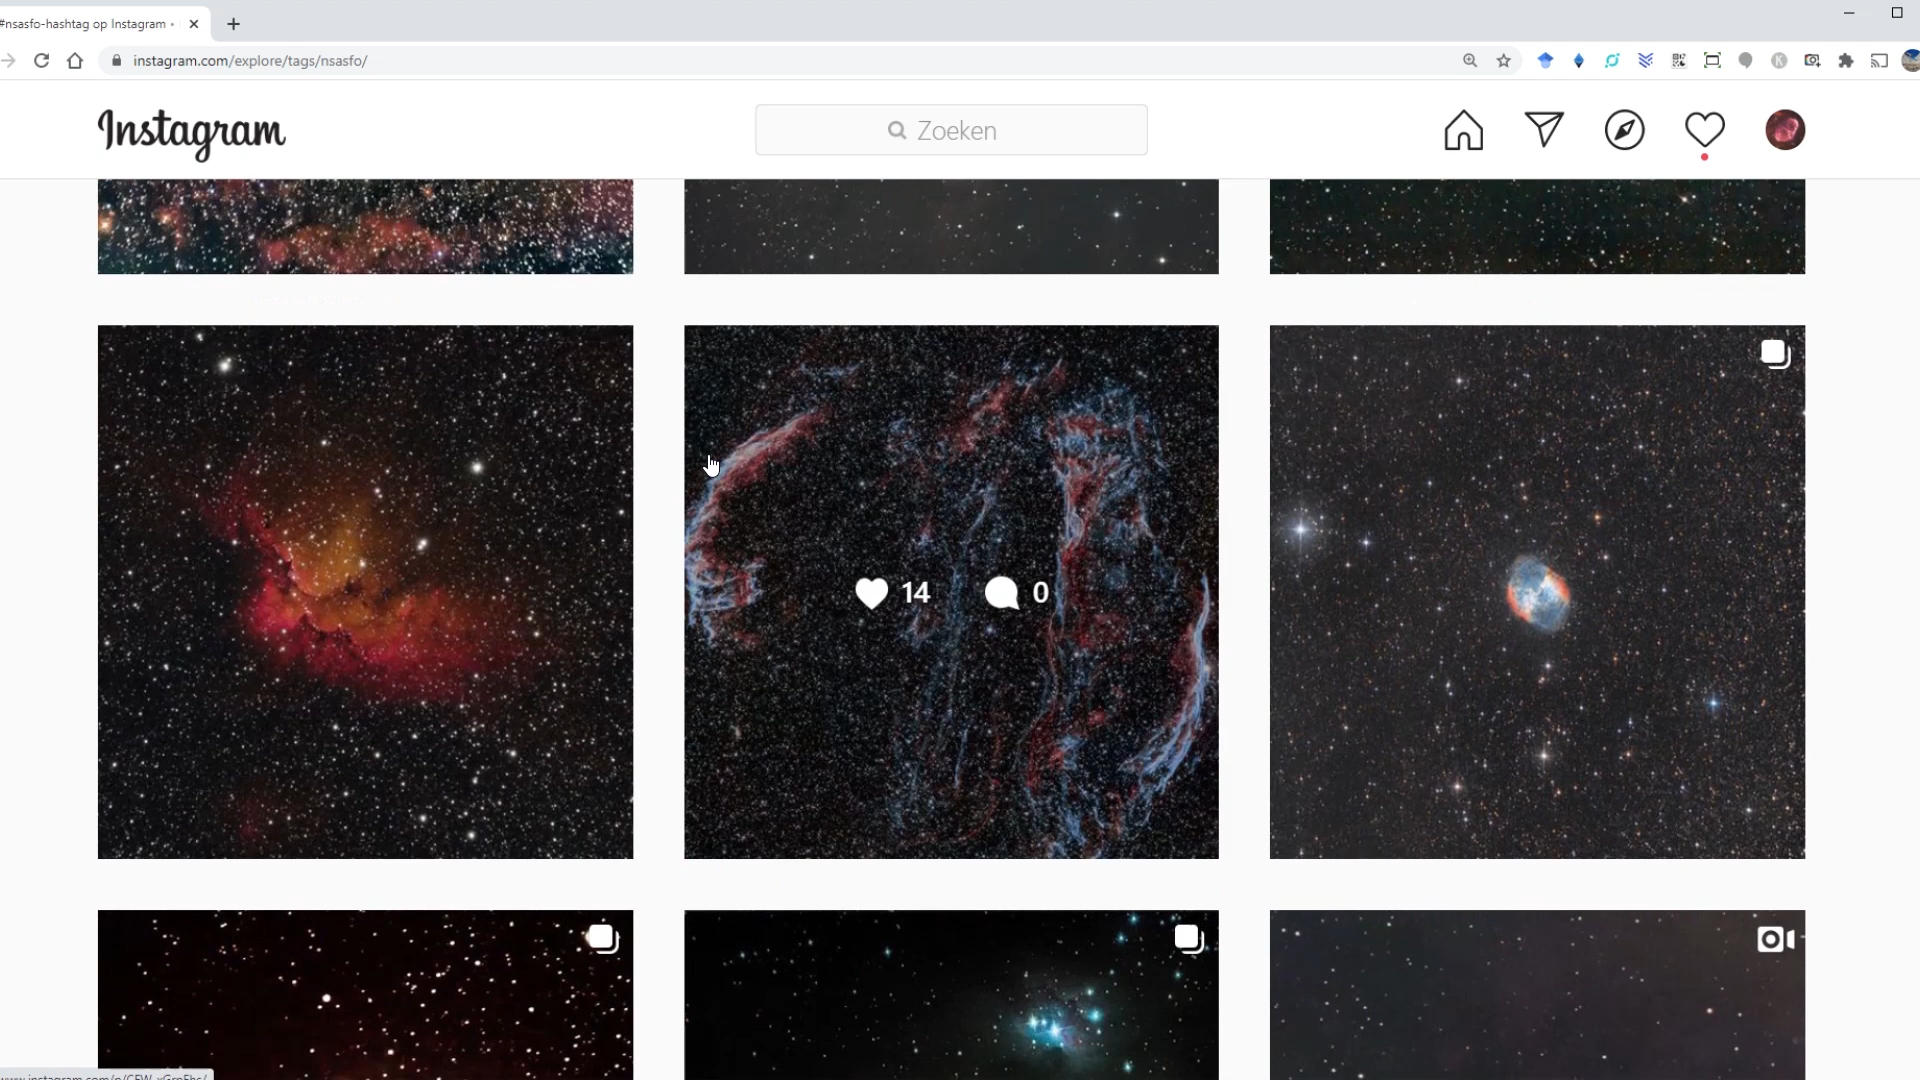 #nsasfo-hashtag op Instagram •
instagram.com/explore/tags/nsasfo/
Instagram
Zoeken
14
0